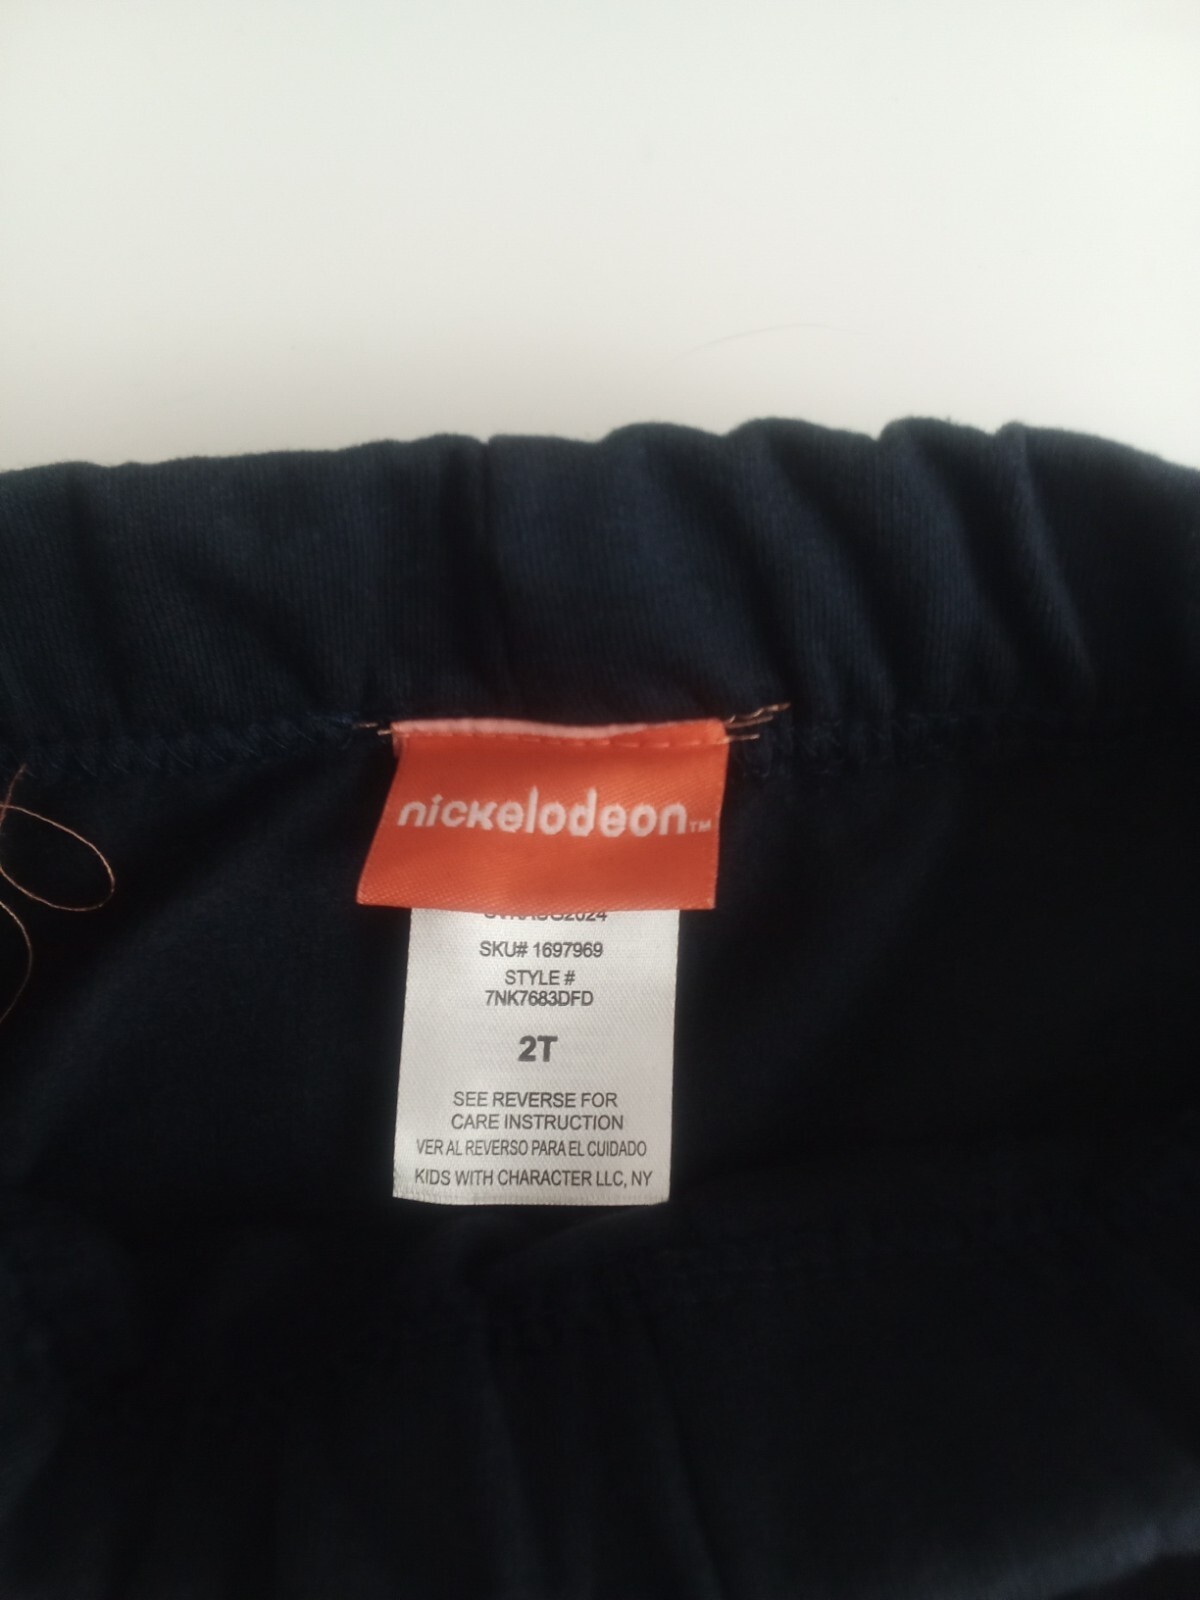 nickelodeon™
SKU# 1697969
STYLE #
7NK7683DFD
2T
SEE REVERSE FOR
CARE INSTRUCTION
VER AL REVERSO PARA EL CUIDADO
KIDS WITH CHARACTER LLC, NY